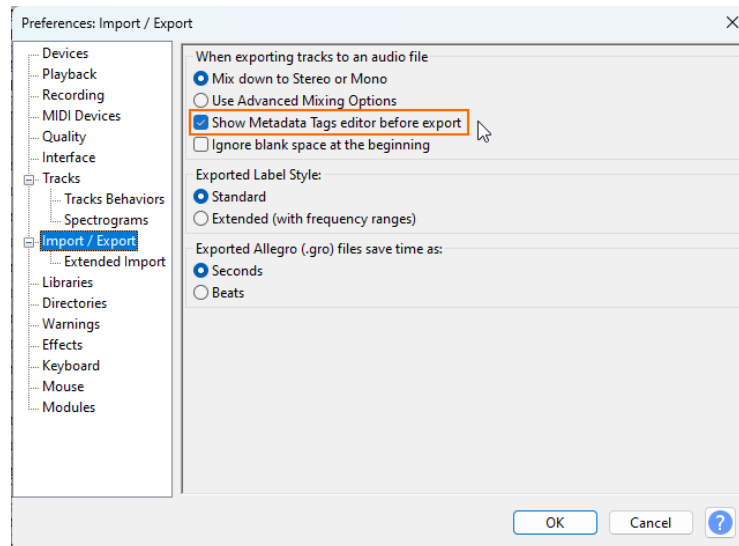 Preferences: Import / Export
Devices
Playback
Recording
MIDI Devices
Quality
Interface
Tracks
Tracks Behaviors
Spectrograms
Import / Export
Extended Import
Libraries
Directories
Warnings
Effects
Keyboard
Mouse
Modules
When exporting tracks to an audio file
Mix down to Stereo or Mono
Use Advanced Mixing Options
Show Metadata Tags editor before export
Ignore blank space at the beginning
Exported Label Style:
Standard
Extended (with frequency ranges)
Exported Allegro (.gro) files save time as:
Seconds
Beats
OK
Cancel
?